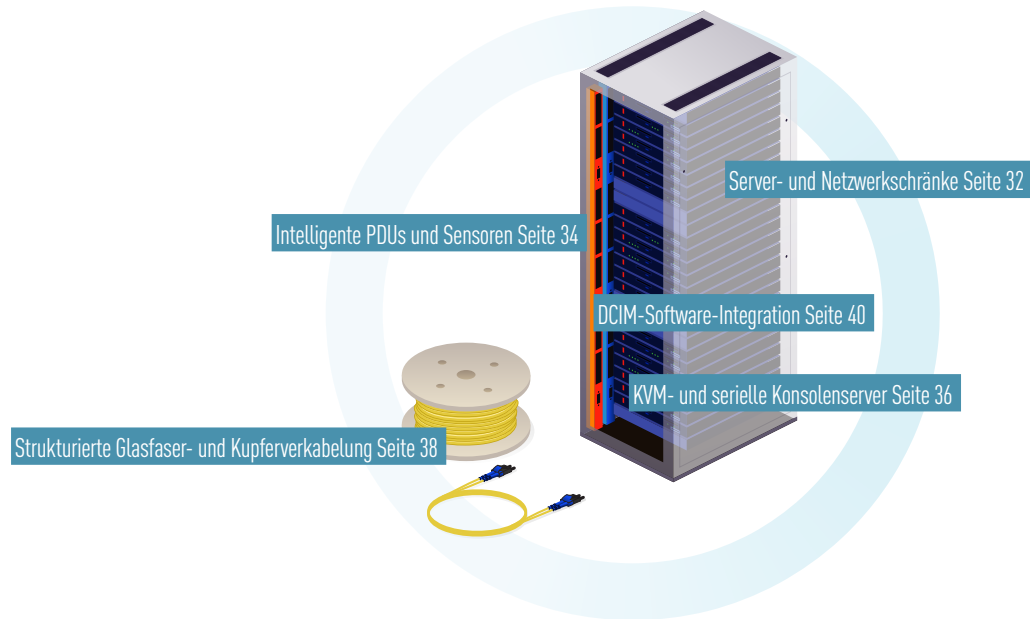 Server- und Netzwerkschränke Seite 32
Intelligente PDUs und Sensoren Seite 34
DCIM-Software-Integration Seite 40
KVM- und serielle Konsolenserver Seite 36
Strukturierte Glasfaser- und Kupferverkabelung Seite 38